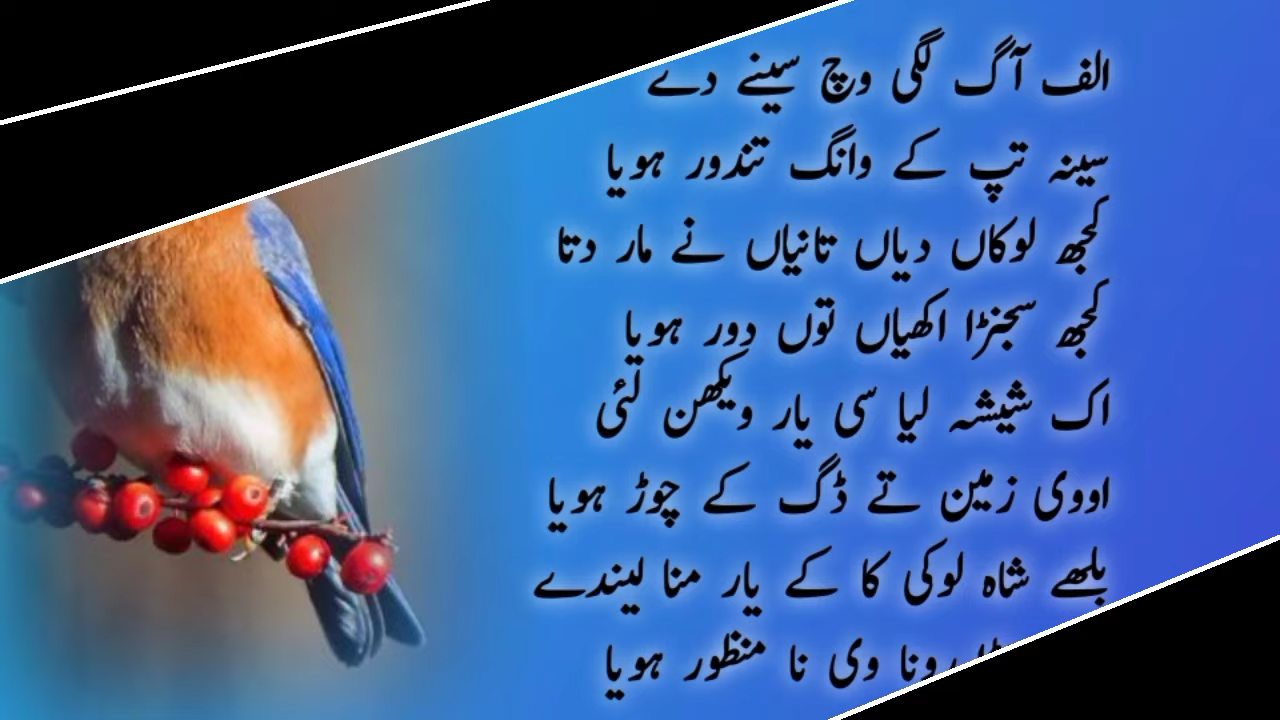 الف آگ لگی وچ سینے دے
سینہ تپ کے وانگ تندور ہویا
کجھ لوکاں دیاں تانیاں نے مار دتا
کجھ سجنڑا اکھیاں توں دور ہویا
اک شیشہ لیا سی یار ویکھن لئی
اووی زمین تے ڈگ کے چوڑ ہویا
بلھے شاہ لوکی کا کے یار منا لیندے
رونا وی نا منظور ہویا